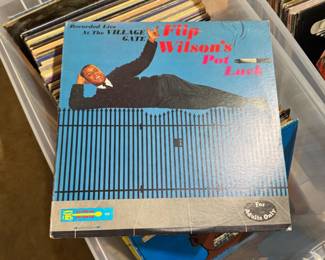 Recorded Live
At The VILLAGE
GATE
Flip
Wilson's
Pot
Luck
For
Adults Only